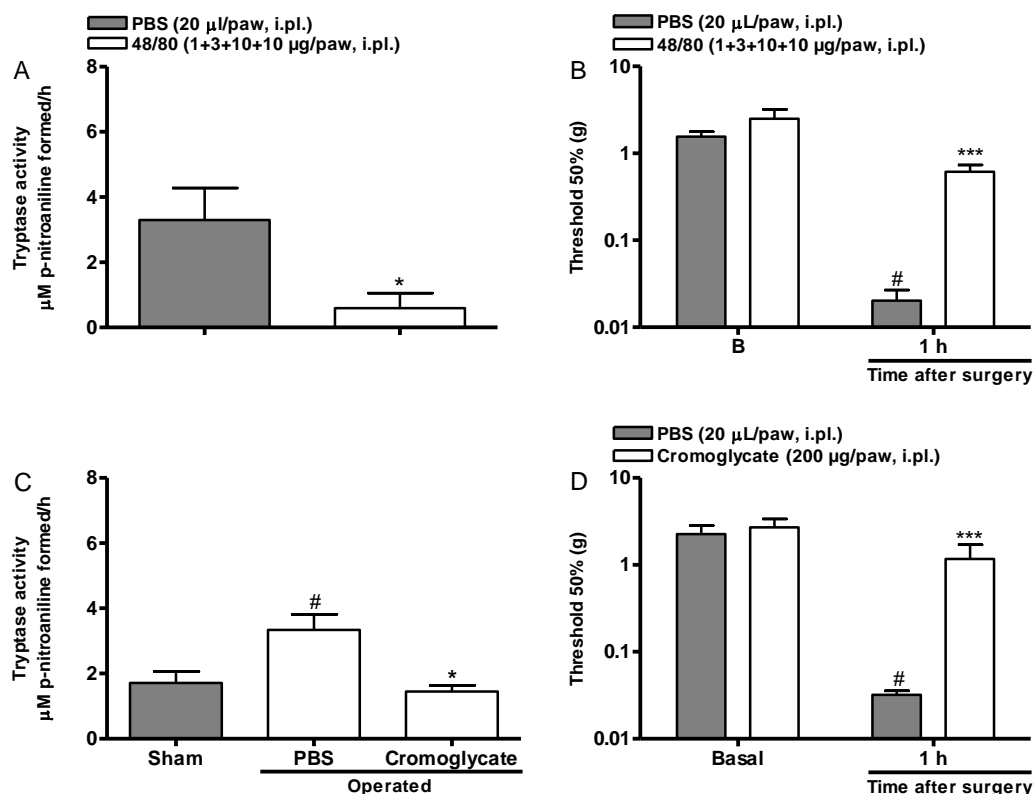 PBS (20 µl/paw, i.pl.)
48/80 (1+3+10+10 µg/paw, i.pl.)
A
Tryptase activity
µM p-nitroaniline formed/h
8
6
4
2
0
*
PBS (20 µL/paw, i.pl.)
48/80 (1+3+10+10 µg/paw, i.pl.)
B
Threshold 50% (g)
10
1
0.1
0.01
#
***
B
1 h
Time after surgery
C
Tryptase activity
µM p-nitroaniline formed/h
8
6
4
2
0
#
*
Sham
PBS
Cromoglycate
Operated
PBS (20 µL/paw, i.pl.)
Cromoglycate (200 µg/paw, i.pl.)
D
Threshold 50% (g)
10
1
0.1
0.01
#
***
Basal
1 h
Time after surgery